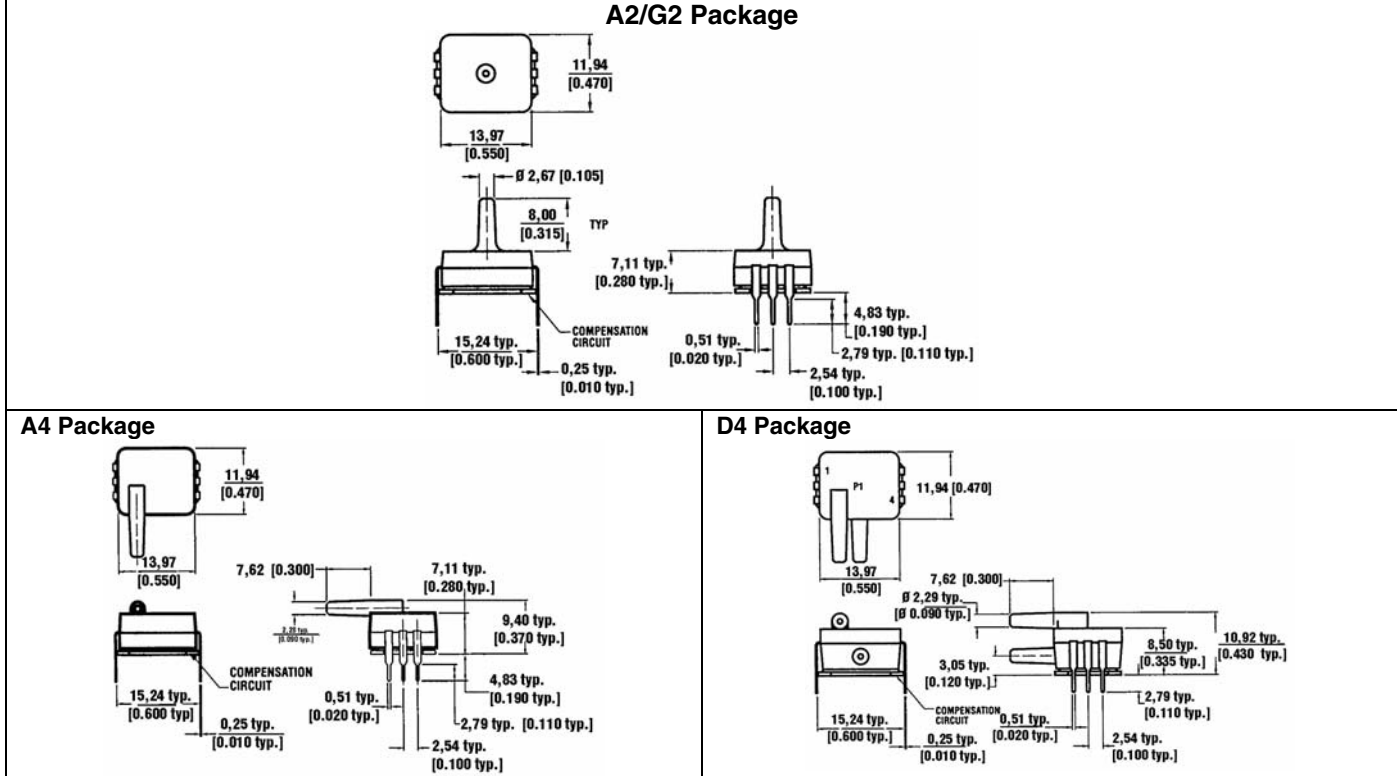 A2/G2 Package
11,94
[0.470]
13,97
[0.550]
Ø 2,67 [0.105]
8,00
[0.315]
TYP
7,11 typ.
[0.280 typ.]
4,83 typ.
[0.190 typ.]
COMPENSATION
CIRCUIT
15,24 typ.
[0.600 typ.]
0,51 typ.
[0.020 typ.]
2,79 typ. [0.110 typ.]
0,25 typ.
[0.010 typ.]
2,54 typ.
[0.100 typ.]
A4 Package
11,94
[0.470]
13,97
[0.550]
7,62 [0.300]
7,11 typ.
[0.280 typ.]
9,40 typ.
[0.370 typ.]
[0.090 typ.]
COMPENSATION
CIRCUIT
4,83 typ.
[0.190 typ.]
15,24 typ.
[0.600 typ]
0,51 typ.
[0.020 typ.]
2,79 typ. [0.110 typ.]
0,25 typ.
[0.010 typ.]
2,54 typ.
[0.100 typ.]
D4 Package
1
P1
4
11,94 [0.470]
13,97
[0.550]
7,62 [0.300]
Ø 2,29 typ.
[Ø 0.090 typ.]
8,50 typ.
[0.335 typ.]
10,92 typ.
[0.430 typ.]
3,05 typ.
[0.120 typ.]
2,79 typ.
[0.110 typ.]
COMPENSATION
CIRCUIT
15,24 typ.
[0.600 typ.]
0,51 typ.
[0.020 typ.]
0,25 typ.
[0.010 typ.]
2,54 typ.
[0.100 typ.]